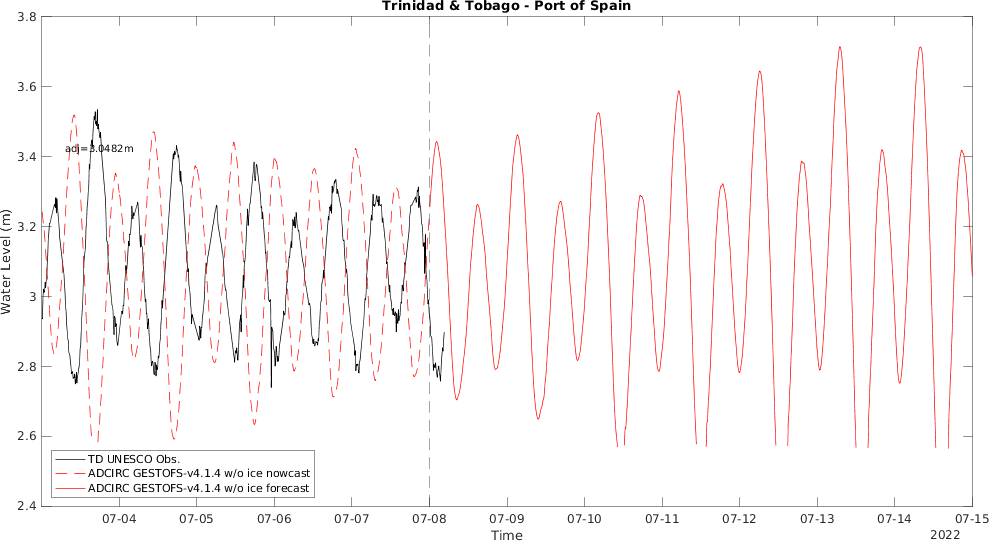 Trinidad & Tobago - Port of Spain
3.8
3.6
3.4
3.2
3
2.8
2.6
2.4
Water Level (m)
adj=3.0482m
TD UNESCO Obs.
ADCIRC GESTOFS-v4.1.4 w/o ice nowcast
ADCIRC GESTOFS-v4.1.4 w/o ice forecast
07-04 07-05 07-06 07-07 07-08 07-09 07-10 07-11 07-12 07-13 07-14 07-15
Time
2022